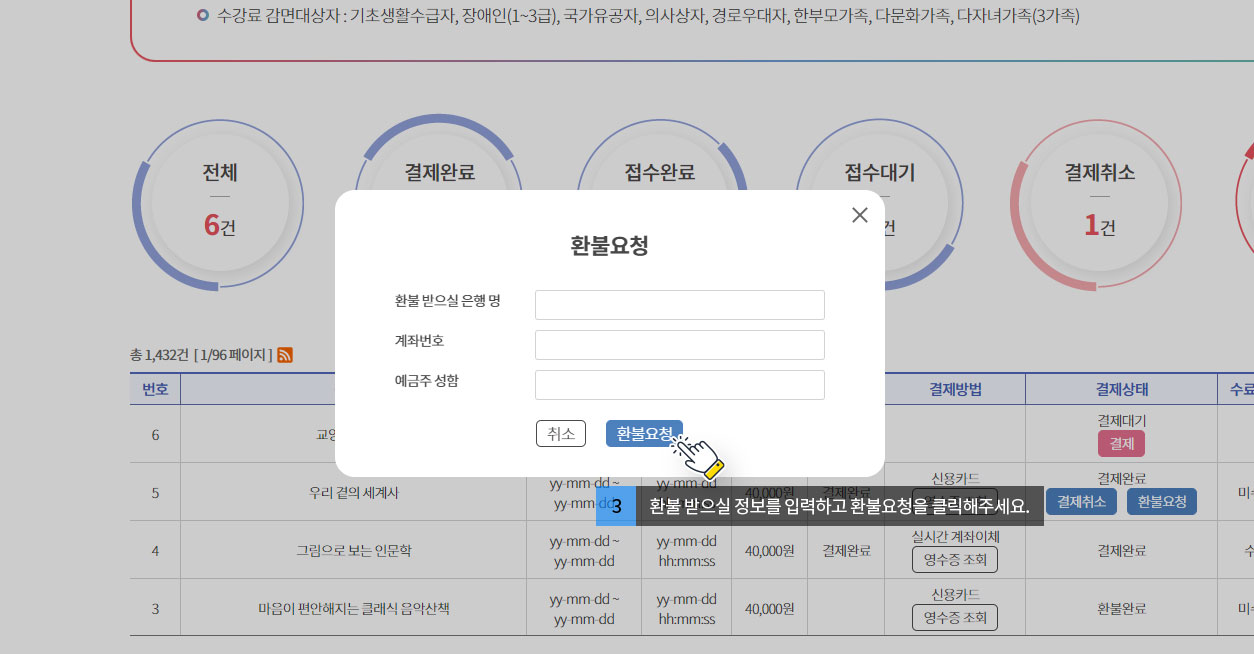 수강료 감면대상자 : 기초생활수급자, 장애인(1~3급), 국가유공자, 의사상자, 경로우대자, 한부모가족, 다문화가족, 다자녀가족(3가족)
전체 결제완료 접수완료 접수대기 결제취소
6건 건 1건
환불요청
환불 받으실 은행 명
계좌번호
예금주 성함
취소 환불요청
총 1,432건 [ 1/96 페이지 ]
번호 결제방법 결제상태 수료
6 교양 결제대기
결제
5 우리 곁의 세계사 yy-mm-dd ~ yy-mm-dd 신용카드 결제완료
yy-mm-dd 40,000원 결제완료 결제취소 환불요청 미수
3 환불 받으실 정보를 입력하고 환불요청을 클릭해주세요.
4 그림으로 보는 인문학 yy-mm-dd ~ yy-mm-dd 40,000원 결제완료 실시간 계좌이체 결제완료 수
yy-mm-dd hh:mm:ss 영수증 조회
3 마음이 편안해지는 클래식 음악산책 yy-mm-dd ~ yy-mm-dd 40,000원 신용카드 환불완료 미수
yy-mm-dd hh:mm:ss 영수증 조회